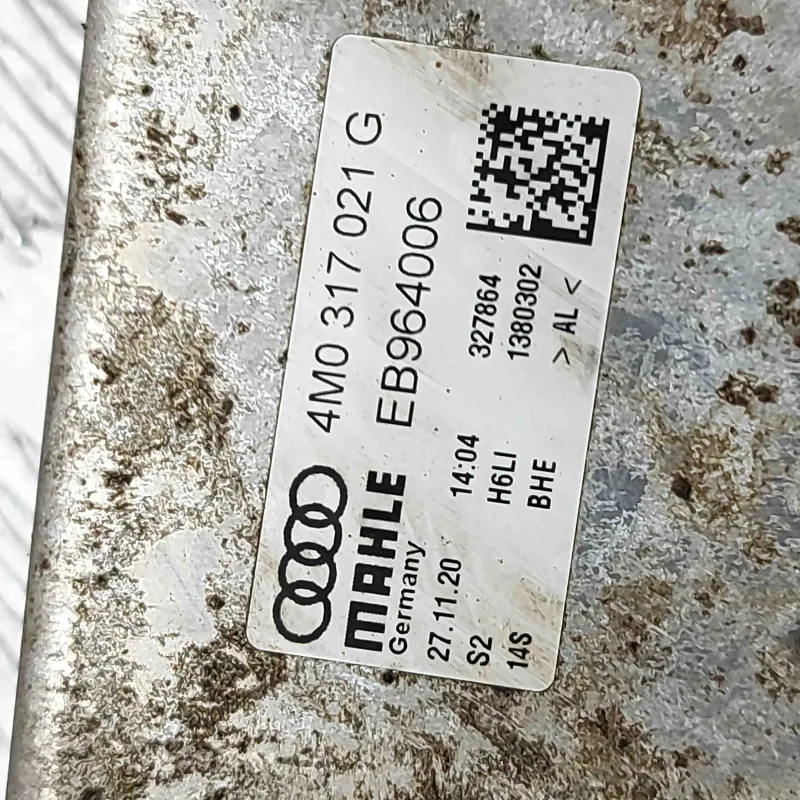 4M0 317 021 G
MAHLE EB964006
Germany
27.11.20 14:04 327864
S2 H6LI 1380302
14S BHE > AL <